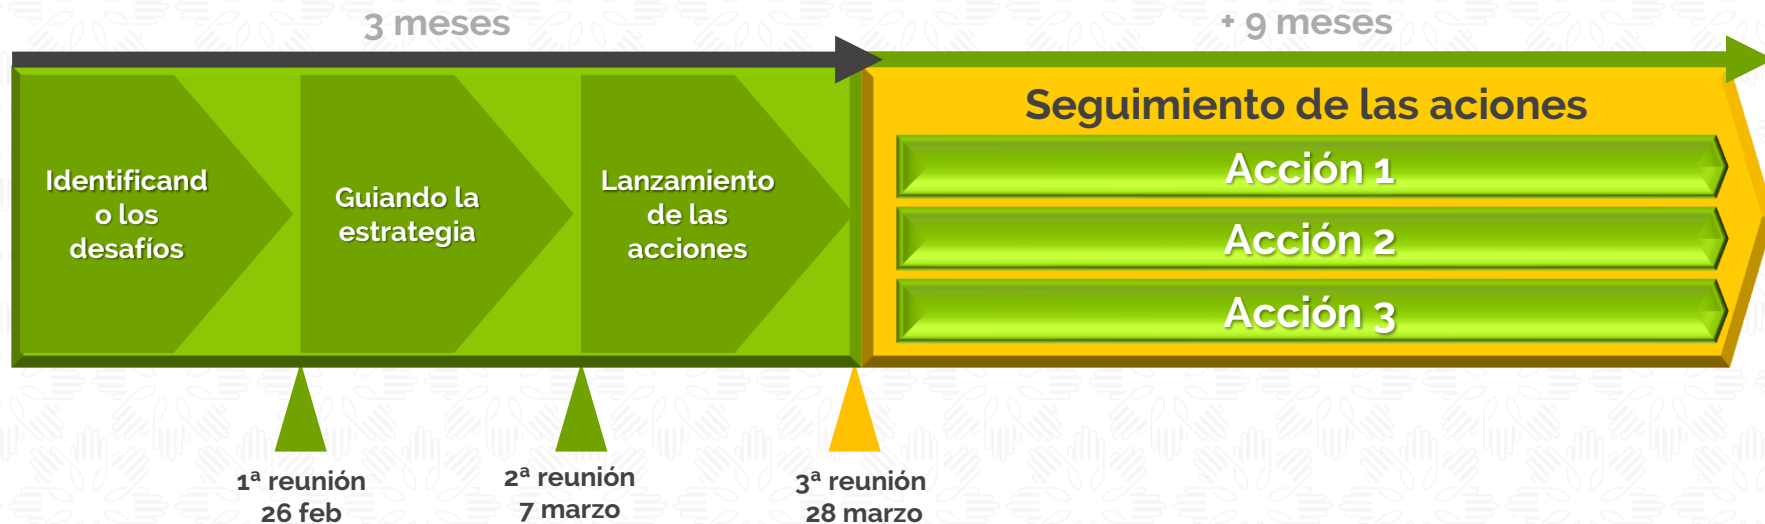 3 meses
+ 9 meses
Identificand
o los
desafíos
Guiando la
estrategia
Lanzamiento
de las
acciones
Seguimiento de las aciones
Acción 1
Acción 2
Acción 3
1ª reunión
26 feb
2ª reunión
7 marzo
3ª reunión
28 marzo